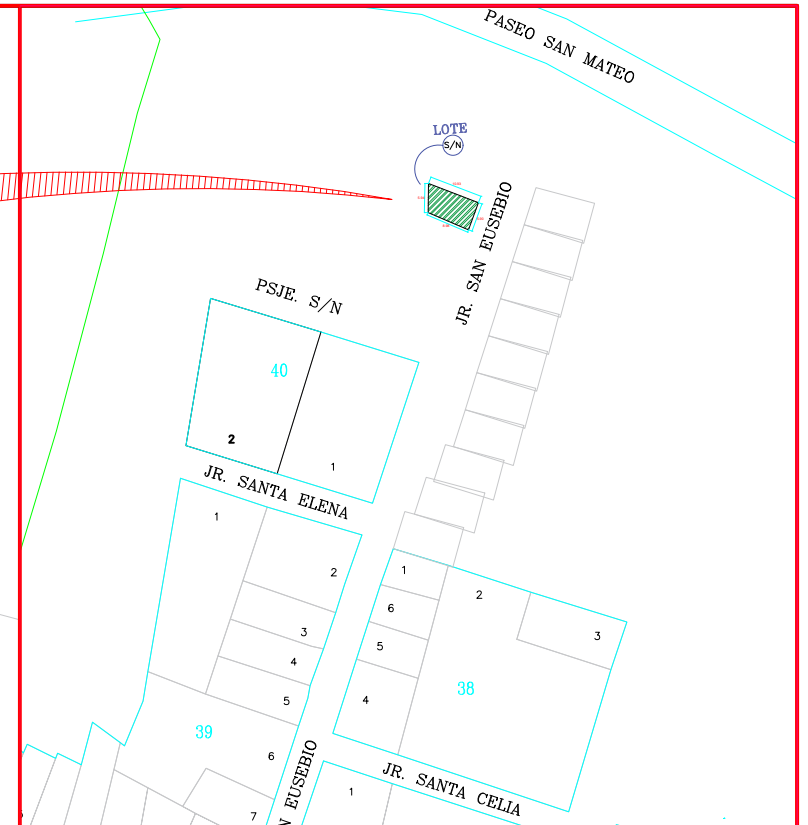 PASEO SAN MATEO
LOTE
S/N
JR. SAN EUSEBIO
PSJE. S/N
40
2
1
JR. SANTA ELENA
1
2
3
4
5
6
7
39
1
2
3
6
5
4
38
JR. SANTA CELIA
1
N EUSEBIO